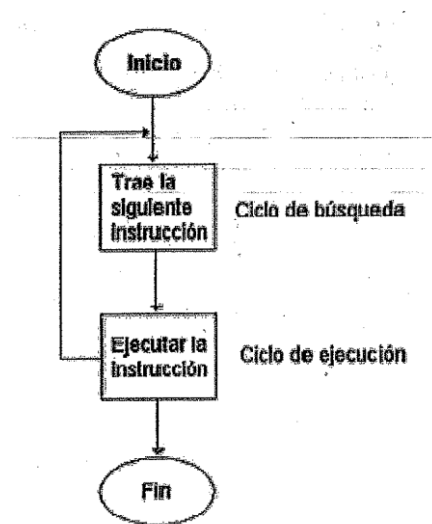 Inicio
Trae la
siguiente
instrucción
Ciclo de búsqueda
Ejecutar la
instrucción
Ciclo de ejecución
Fin